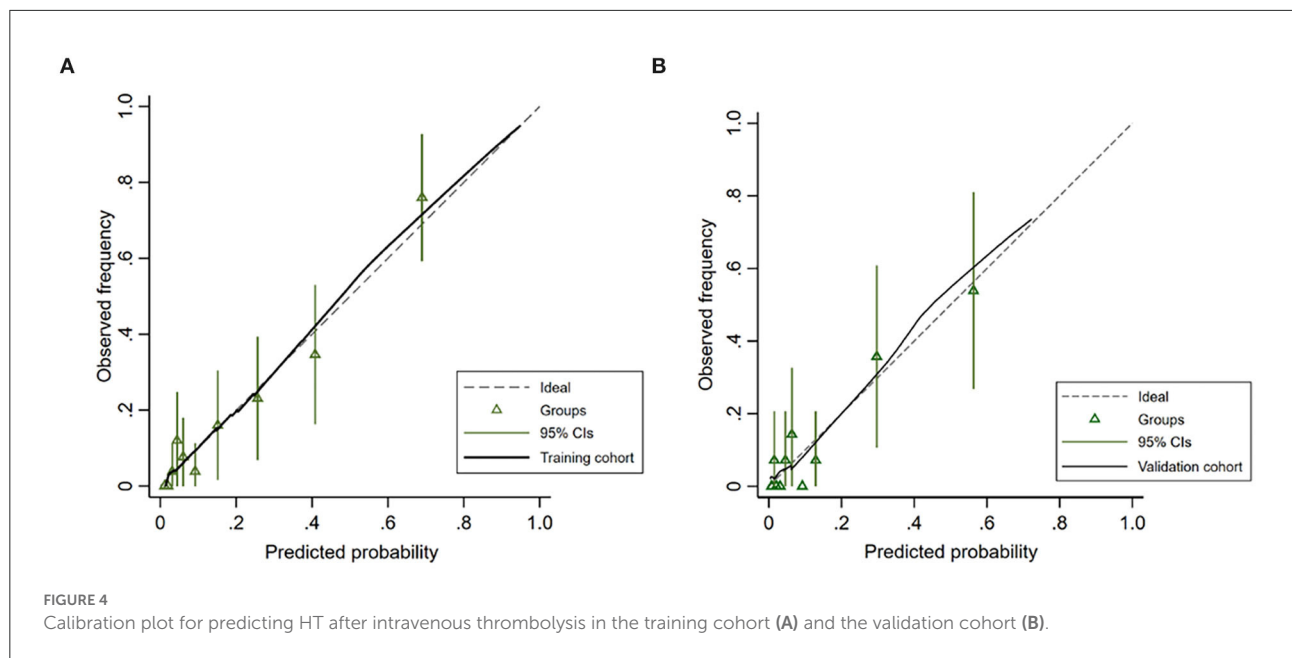 A
Observed frequency
1.0
.8
.6
.4
.2
0
0 .2 .4 .6 .8 1.0
Predicted probability
Ideal
Groups
95% CIs
Training cohort
B
Observed frequency
1.0
.8
.6
.4
.2
0
0 .2 .4 .6 .8 1.0
Predicted probability
Ideal
Groups
95% CIs
Validation cohort
FIGURE 4
Calibration plot for predicting HT after intravenous thrombolysis in the training cohort (A) and the validation cohort (B).